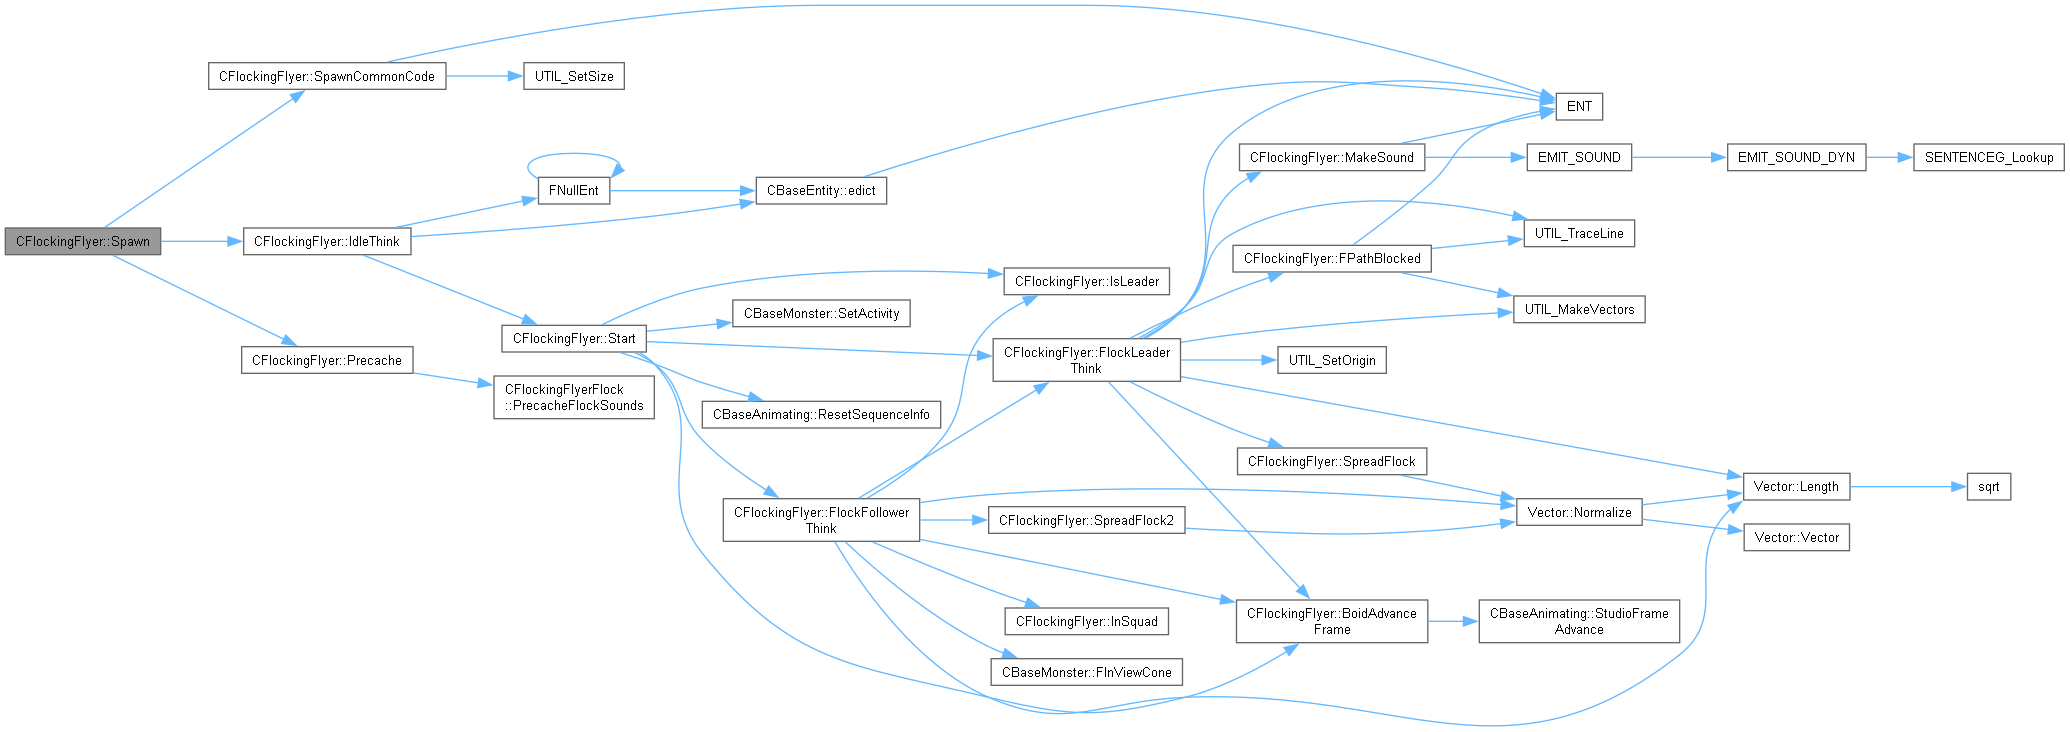 CFlockingFlyer::Spawn
CFlockingFlyer::SpawnCommonCode
UTIL_SetSize
CFlockingFlyer::IdleThink
FNullEnt
CBaseEntity::edict
CFlockingFlyer::Start
CFlockingFlyer::Precache
CFlockingFlyerFlock
::PrecacheFlockSounds
CFlockingFlyer::IsLeader
CBaseMonster::SetActivity
CBaseAnimating::ResetSequenceInfo
CFlockingFlyer::FlockFollower
Think
CFlockingFlyer::FlockLeader
Think
CFlockingFlyer::SpreadFlock2
CFlockingFlyer::InSquad
CBaseMonster::FInViewCone
ENT
CFlockingFlyer::MakeSound
EMIT_SOUND
EMIT_SOUND_DYN
SENTENCEG_Lookup
UTIL_TraceLine
CFlockingFlyer::FPathBlocked
UTIL_MakeVectors
UTIL_SetOrigin
CFlockingFlyer::SpreadFlock
Vector::Normalize
Vector::Length
sqrt
Vector::Vector
CFlockingFlyer::BoidAdvance
Frame
CBaseAnimating::StudioFrame
Advance